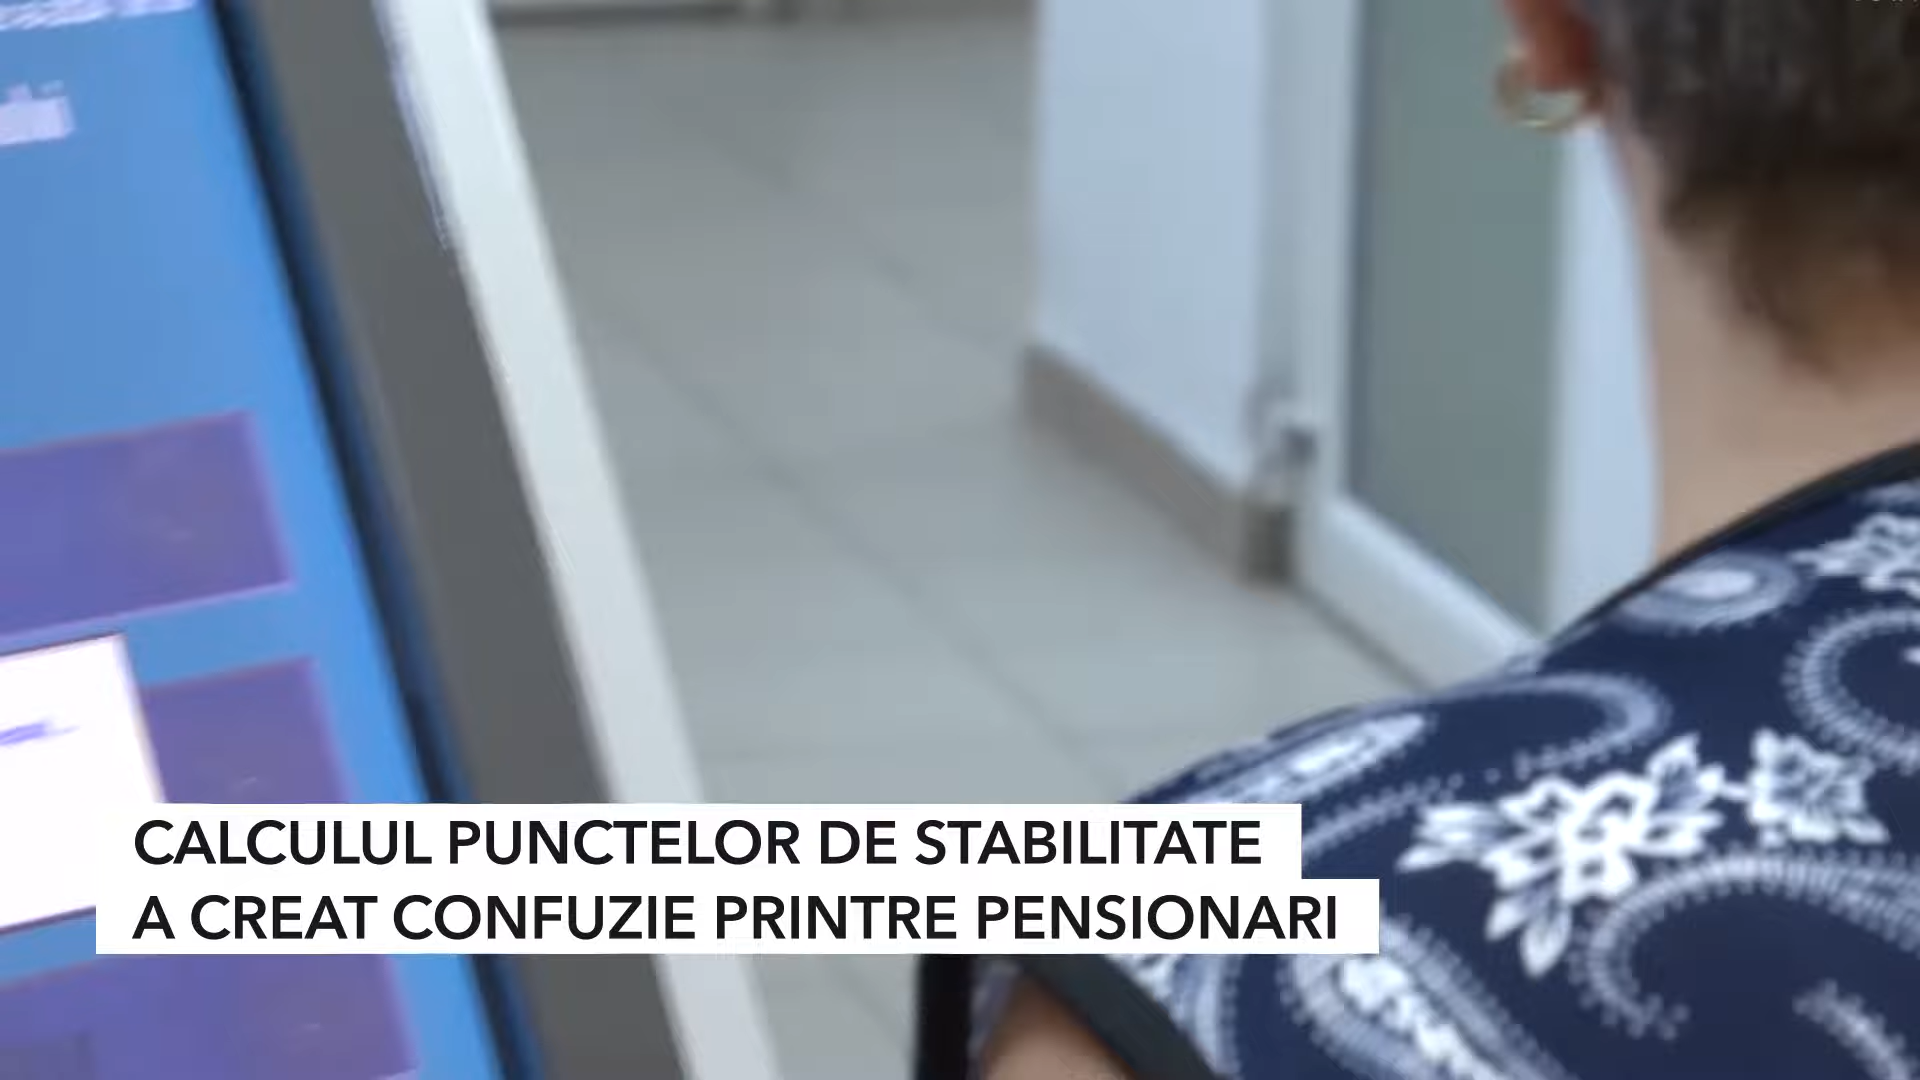 CALCULUL PUNCTELOR DE STABILITATE
A CREAT CONFUZIE PRINTRE PENSIONARI